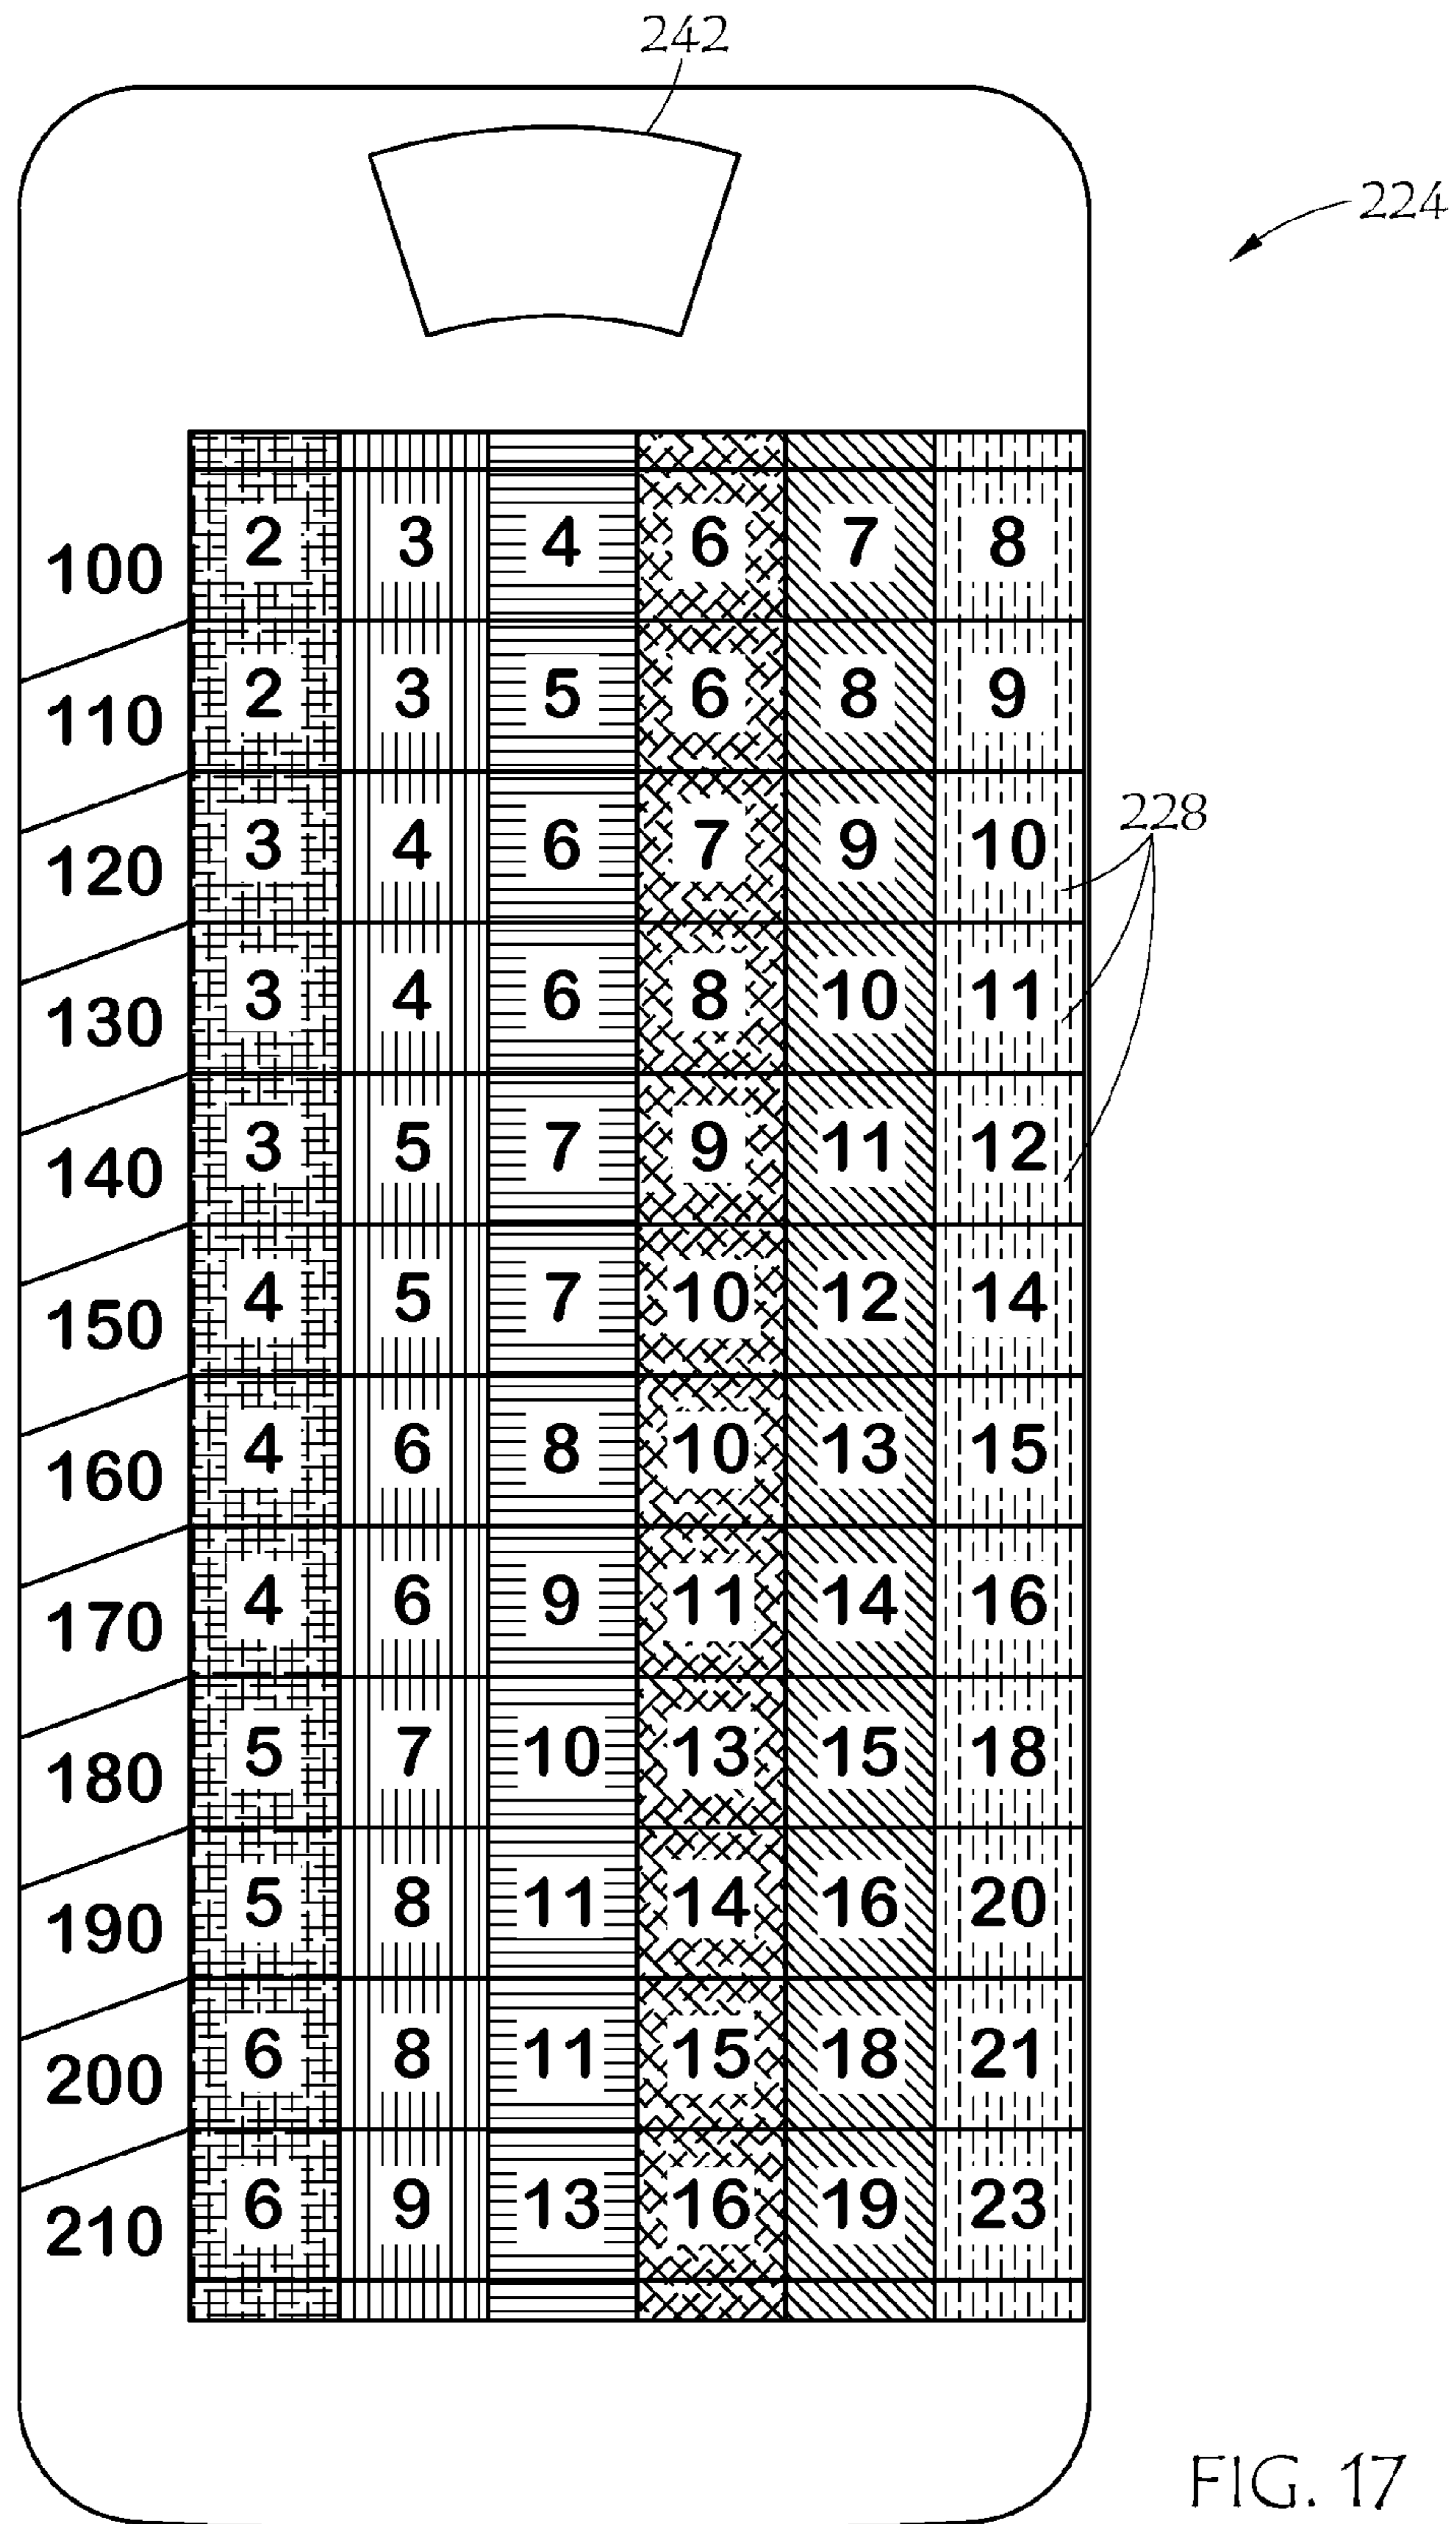 242
224
100 2 3 4 6 7 8
110 2 3 5 6 8 9
228
120 3 4 6 7 9 10
130 3 4 6 8 10 11
140 3 5 7 9 11 12
150 4 5 7 10 12 14
160 4 6 8 10 13 15
170 4 6 9 11 14 16
180 5 7 10 13 15 18
190 5 8 11 14 16 20
200 6 8 11 15 18 21
210 6 9 13 16 19 23
FIG. 17